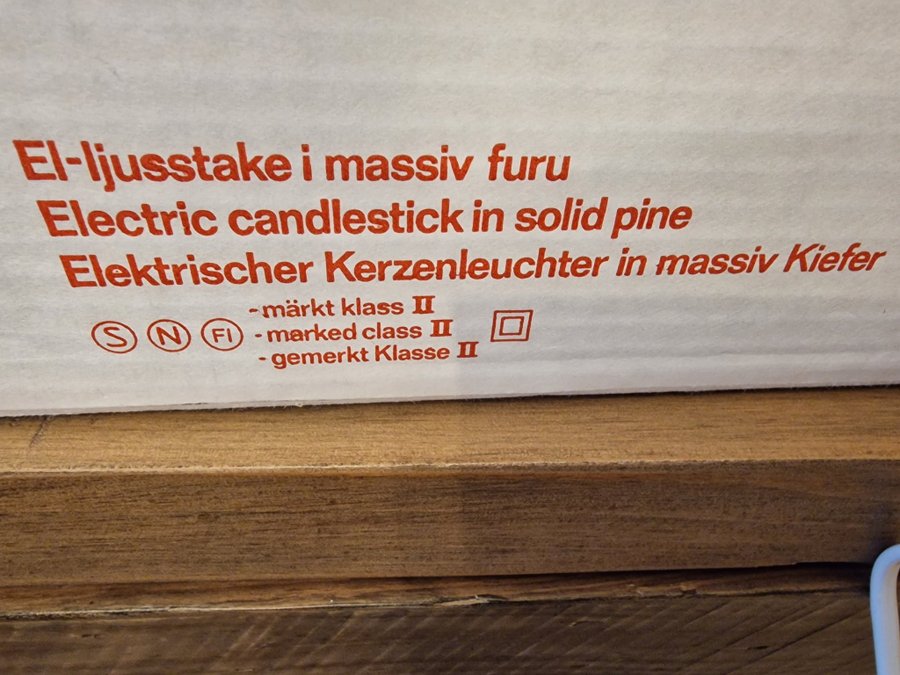 El-ljusstake i massiv furu
Electric candlestick in solid pine
Elektrischer Kerzenleuchter in massiv Kiefer
S N FI
- märkt klass II
- marked class II
- gemerkt Klasse II